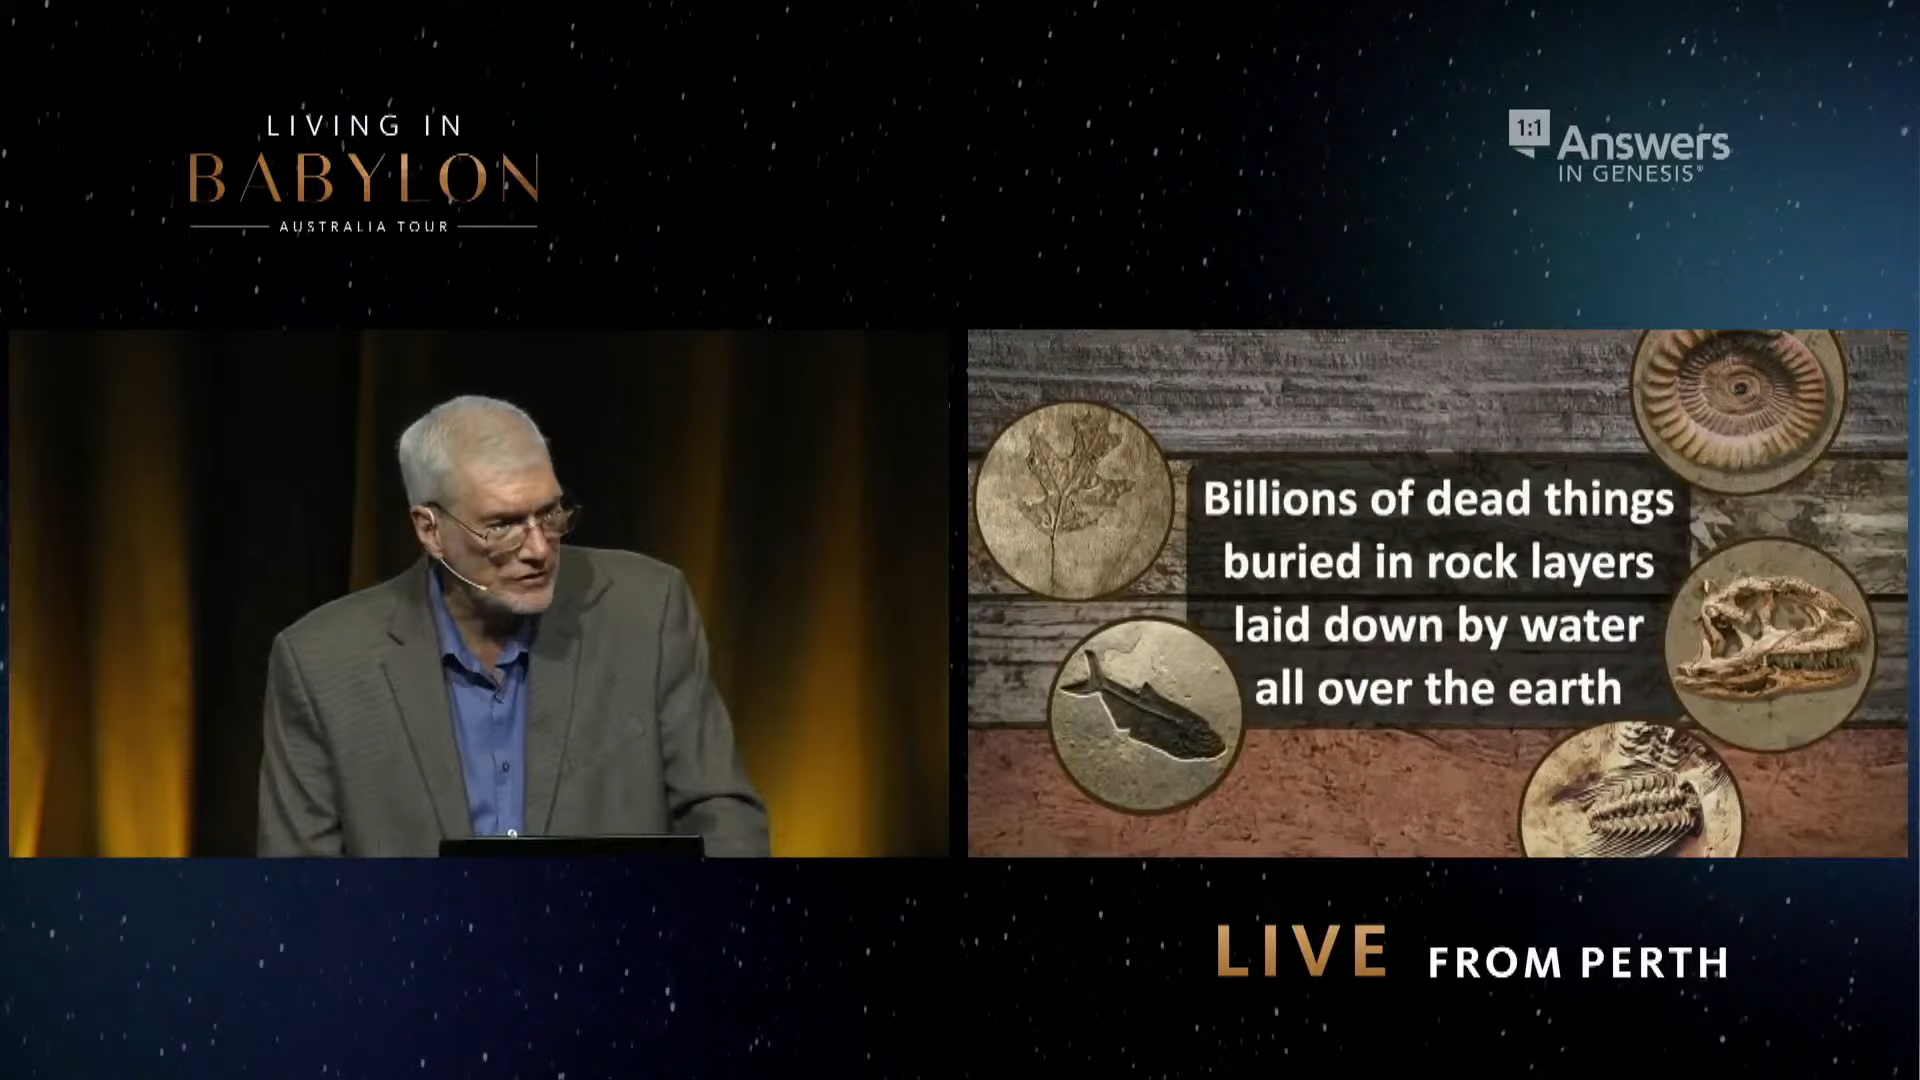 LIVING IN
BABYLON
AUSTRALIA TOUR
1:1
Answers
IN GENESIS®
Billions of dead things
buried in rock layers
laid down by water
all over the earth
LIVE FROM PERTH